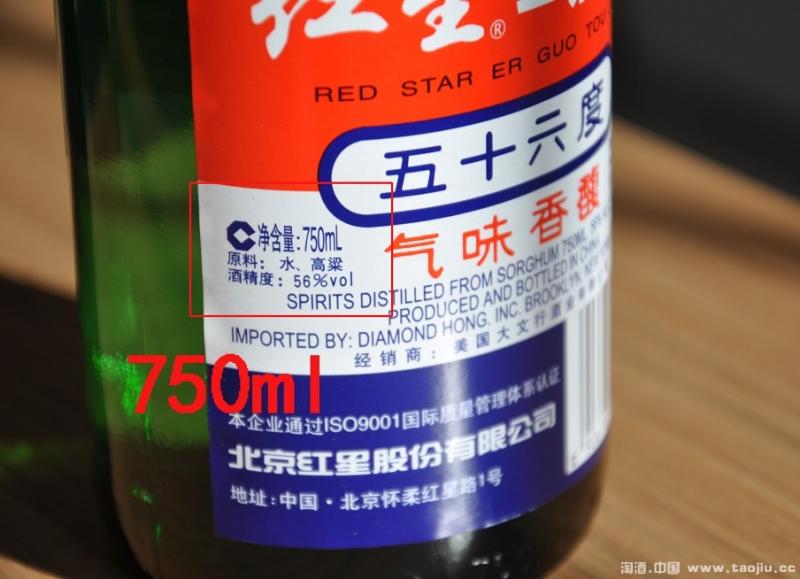 红星
®
RED STAR ER GUO TOU
五十六度
气味香馥
净含量:750mL
原料: 水、高粱
酒精度: 56%vol
SPIRITS DISTILLED FROM SORGHUM 750ML
PRODUCED AND BOTTLED IN CHINA
IMPORTED BY: DIAMOND HONG, INC. BROOKLYN, NEW
经销商: 美国大文行酒业
750ml
本企业通过ISO9001国际质量管理体系认证
北京红星股份有限公司
地址:中国·北京怀柔红星路1号
淘酒.中国 www.taojiu.cc